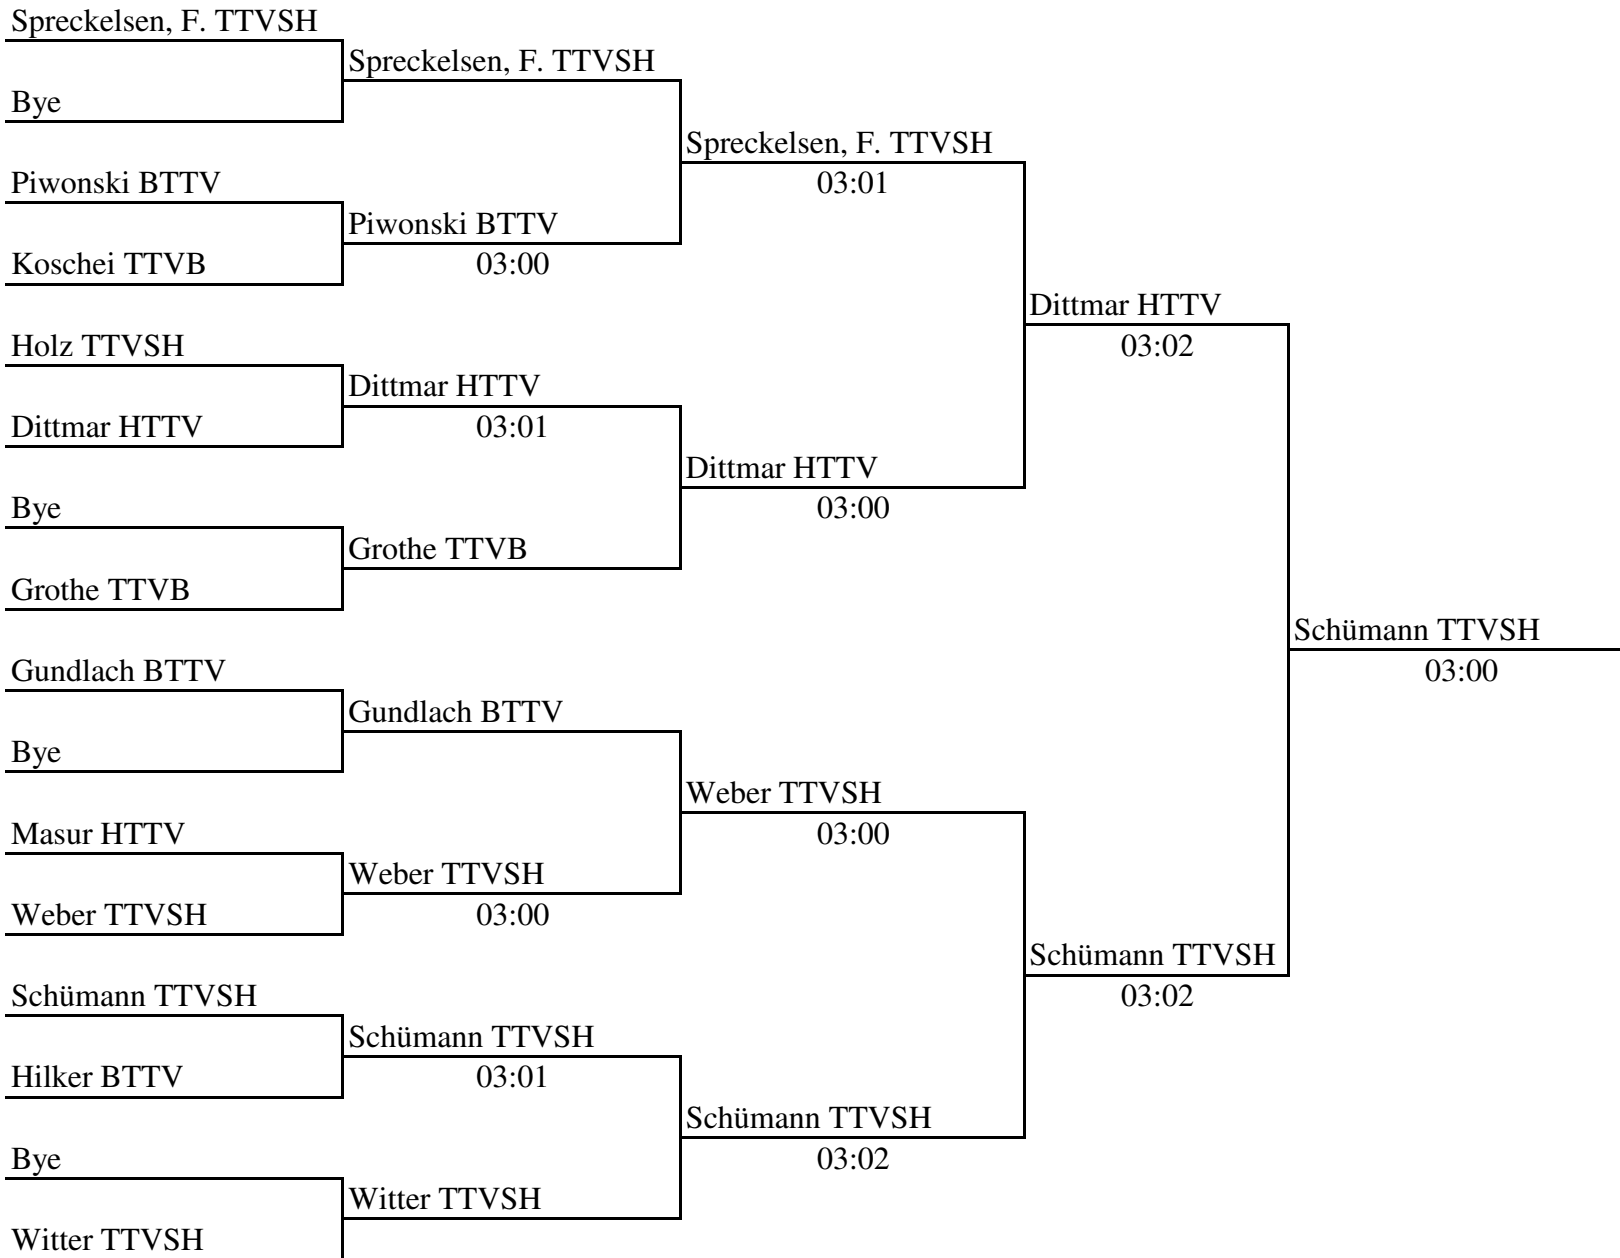 Spreckelsen, F. TTVSH
Spreckelsen, F. TTVSH
Bye
Spreckelsen, F. TTVSH
Piwonski BTTV
03:01
Piwonski BTTV
Koschei TTVB
03:00
Dittmar HTTV
Holz TTVSH
03:02
Dittmar HTTV
Dittmar HTTV
03:01
Dittmar HTTV
Bye
03:00
Grothe TTVB
Grothe TTVB
Schümann TTVSH
Gundlach BTTV
03:00
Gundlach BTTV
Bye
Weber TTVSH
Masur HTTV
03:00
Weber TTVSH
Weber TTVSH
03:00
Schümann TTVSH
Schümann TTVSH
03:02
Schümann TTVSH
Hilker BTTV
03:01
Schümann TTVSH
Bye
03:02
Witter TTVSH
Witter TTVSH